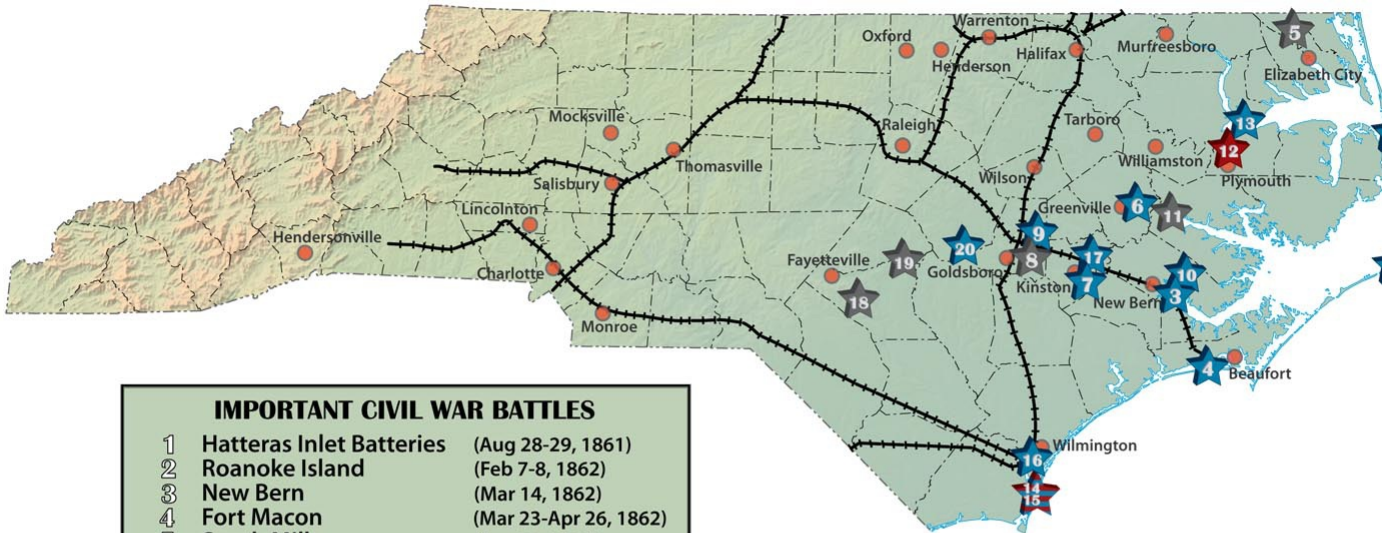 Warrenton
Oxford
Henderson
Halifax
Murfreesboro
5
Elizabeth City
Mocksville
Thomasville
Raleigh
Tarboro
13
12
Williamston
Plymouth
Salisbury
Wilson
Lincolnton
Greenville
6
11
Hendersonville
Charlotte
Fayetteville
19
20
9
Goldsboro
8
17
Kinston
7
10
New Bern
3
18
Monroe
4
Beaufort
Wilmington
16
14
15
IMPORTANT CIVIL WAR BATTLES
1 Hatteras Inlet Batteries (Aug 28-29, 1861)
2 Roanoke Island (Feb 7-8, 1862)
3 New Bern (Mar 14, 1862)
4 Fort Macon (Mar 23-Apr 26, 1862)